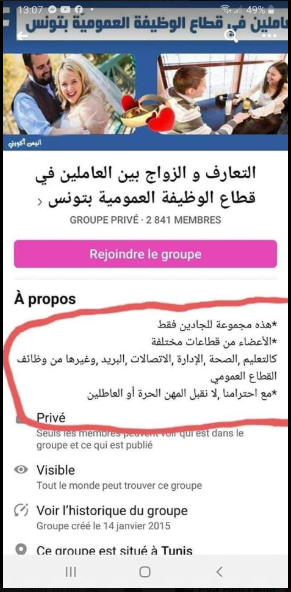 13:07
49%
عاملين في قطاع الوظيفة العمومية بتونس
التعارف و الزواج بين العاملين في
قطاع الوظيفة العمومية بتونس
GROUPE PRIVÉ · 2 841 MEMBRES
Rejoindre le groupe
À propos
*هذه مجموعة للجادين فقط
*الأعضاء من قطاعات مختلفة
كالتعليم ,الصحة ,الإدارة ,الاتصالات ,البريد ,وغيرها من وظائف
القطاع العمومي
*مع احترامنا ,لا نقبل المهن الحرة أو العاطلين
Privé
Seuls les membres peuvent voir qui est dans le
groupe et ce qui est publié
Visible
Tout le monde peut trouver ce groupe
Voir l'historique du groupe
Groupe créé le 14 janvier 2015
Ce groupe est situé à Tunis